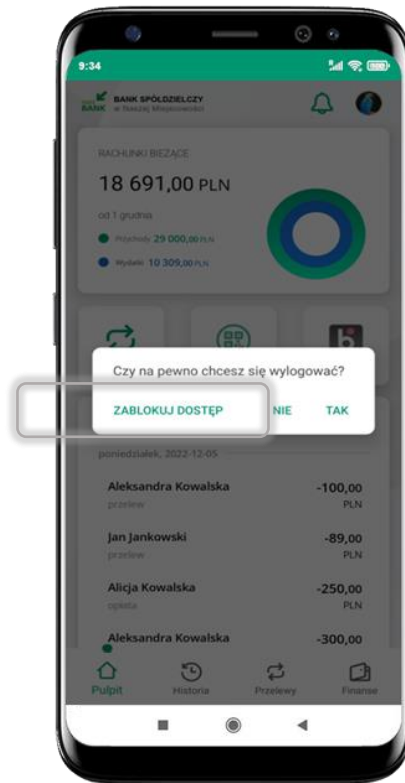 9:34
BANK SPÓŁDZIELCZY
w Naszej Miejscowości
BANK
RACHUNKI BIEŻĄCE
18 691,00 PLN
od 1 grudnia
Przychody 29 000,00 PLN
Wydatki 10 309,00 PLN
Czy na pewno chcesz się wylogować?
ZABLOKUJ DOSTĘP NIE TAK
poniedziałek, 2022-12-05
Aleksandra Kowalska -100,00
przelew PLN
Jan Jankowski -89,00
przelew PLN
Alicja Kowalska -250,00
opłata PLN
Aleksandra Kowalska -300,00
Pulpit Historia Przelewy Finanse